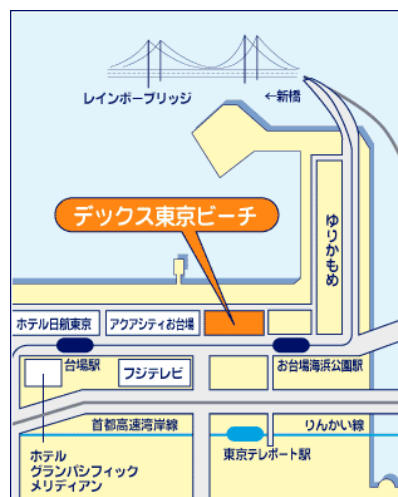 レインボーブリッジ
←新橋
デックス東京ビーチ
ゆりかもめ
ホテル日航東京
アクアシティお台場
台場駅
フジテレビ
お台場海浜公園駅
首都高速湾岸線
りんかい線
ホテル
グランパシフィック
メリディアン
東京テレポート駅